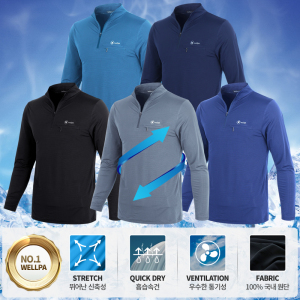 NO.1
WELLPA
STRETCH
뛰어난 신축성
QUICK DRY
흡습속건
VENTILATION
우수한 통기성
FABRIC
100% 국내 원단